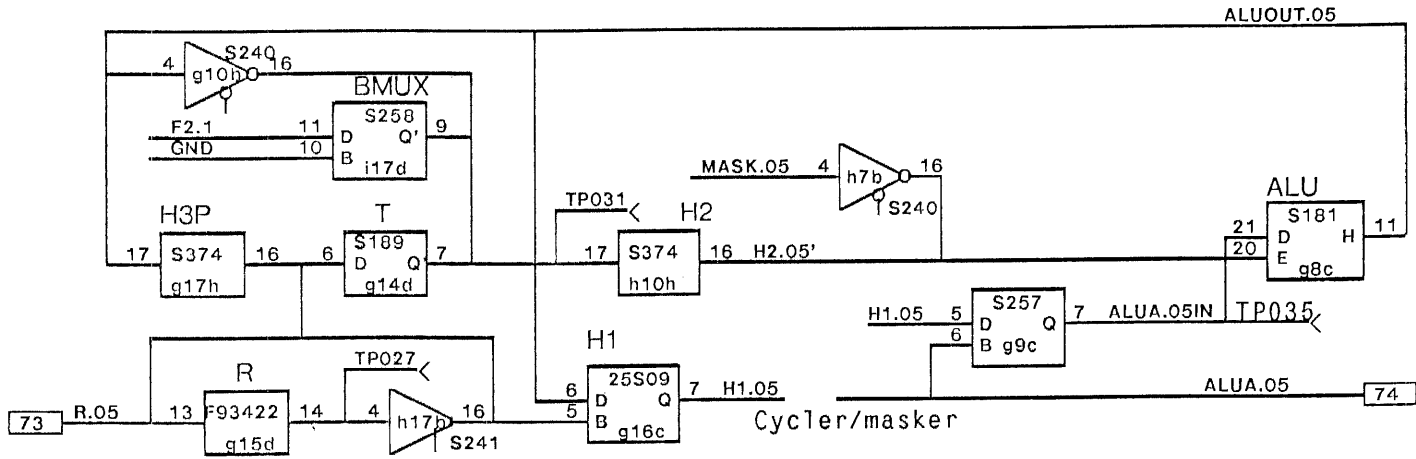 ALUOUT.05
S240
4 g10h 16
BMUX
S258
F2.1 11 D Q' 9
GND 10 B
i17d
MASK.05 4 h7b 16
S240
ALU
S181
21 D H 11
20 E
g8c
H3P
17 S374 16
g17h
T
S189
6 D Q 7
g14d
TP031
H2
17 S374 16 H2.05'
h10h
S257
H1.05 5 D Q 7 ALUA.05IN TP035
6 B g9c
R
TP027
73 R.05 13 F93422 14 4 h17b 16
g15d
S241
H1
25S09
6 D Q 7 H1.05
5 B
g16c
Cycler/masker
ALUA.05 74